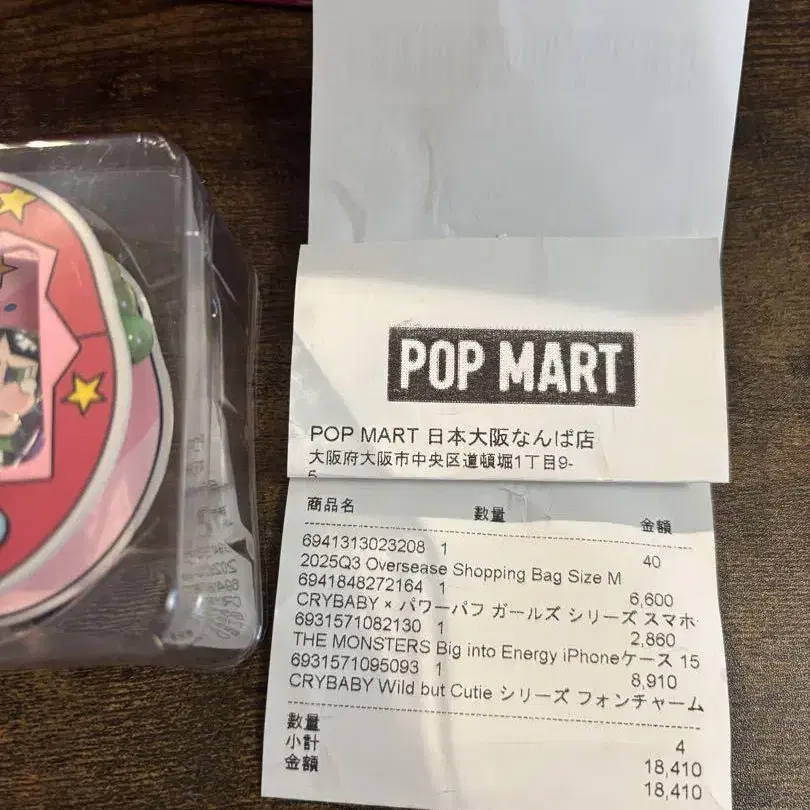 POP MART
POP MART 日本大阪なんば店
大阪府大阪市中央区道頓堀1丁目9-
商品名 数量 金額
6941313023208 1 40
2025Q3 Oversease Shopping Bag Size M
6941848272164 1 6,600
CRYBABY × パワーパフ ガールズ シリーズ スマホ
6931571082130 1 2,860
THE MONSTERS Big into Energy iPhoneケース 15
6931571095093 1 8,910
CRYBABY Wild but Cutie シリーズ フォンチャーム
数量 4
小計 18,410
金額 18,410